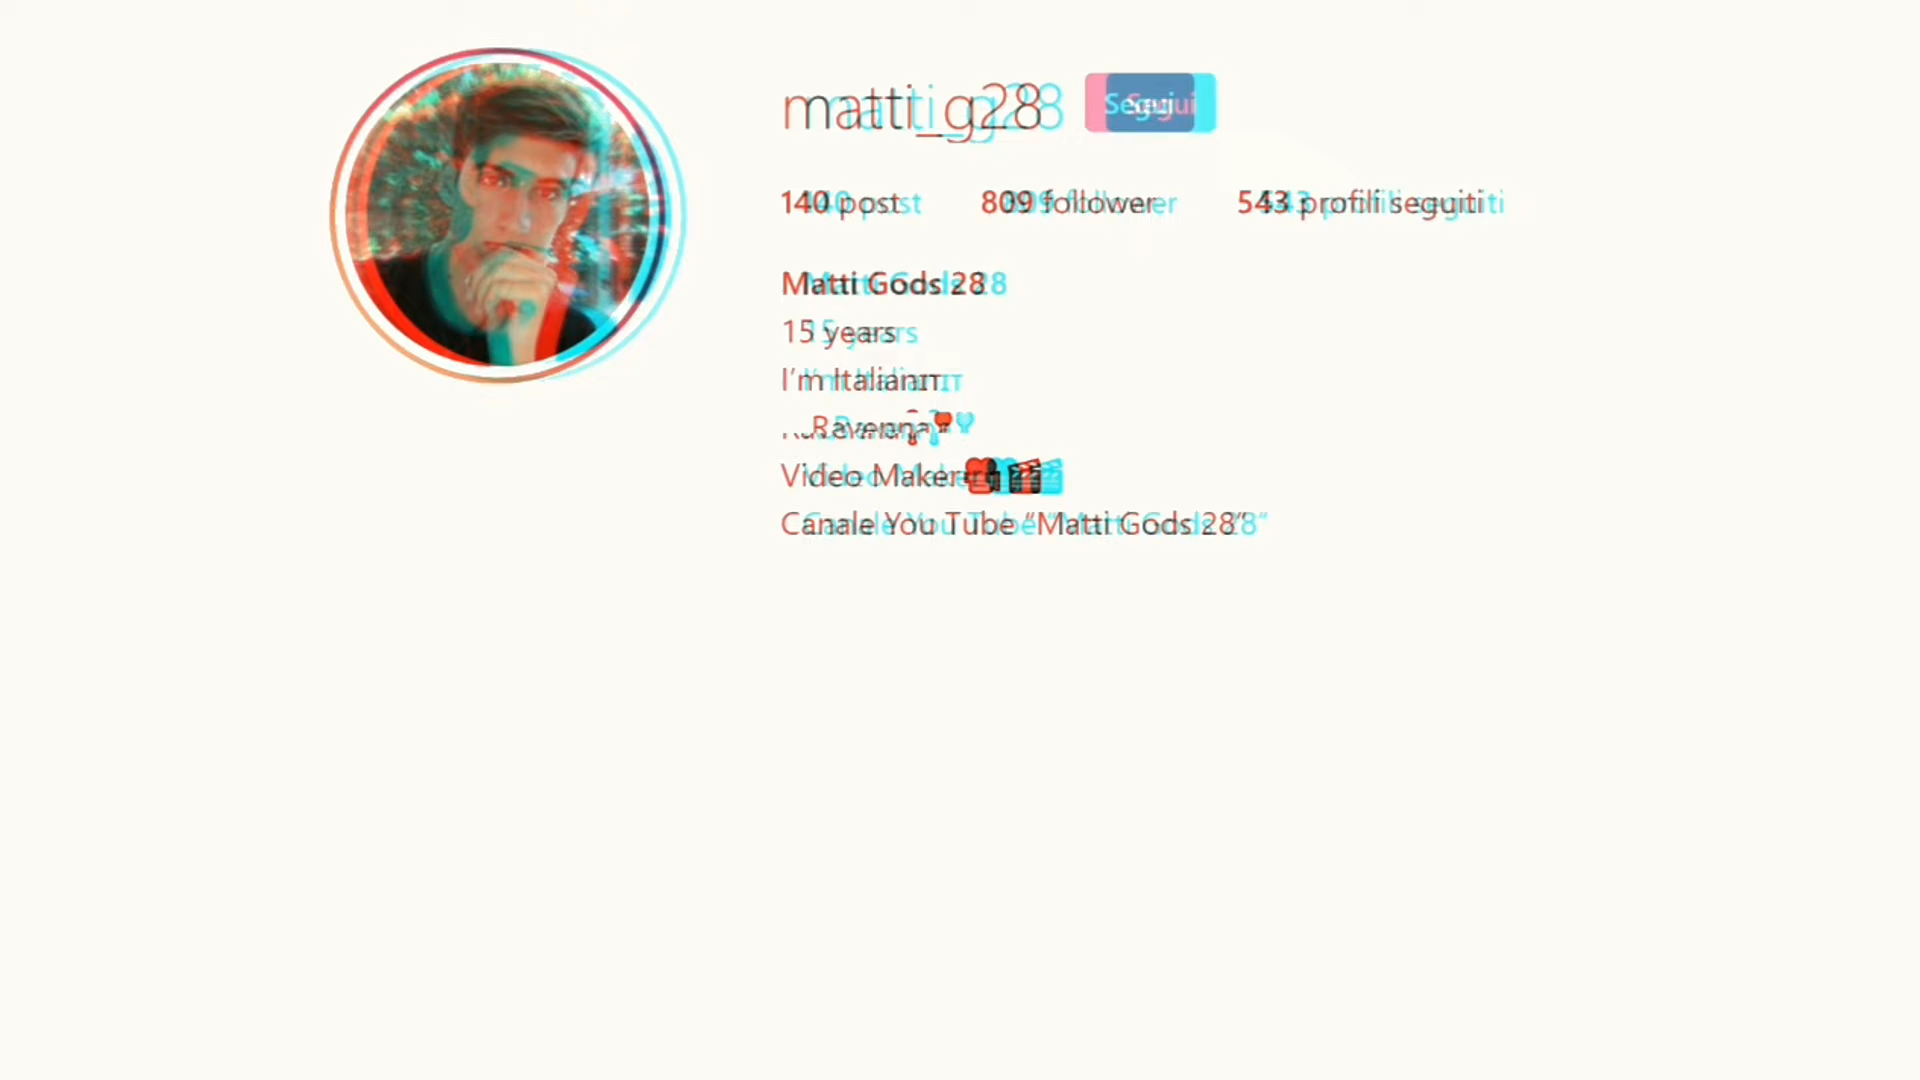 matti_g28 Segui
140 post 809 follower 543 profili seguiti
Matti Gods 28
15 years
I'm Italian
Ravenna
Video Maker
Canale You Tube “Matti Gods 28”